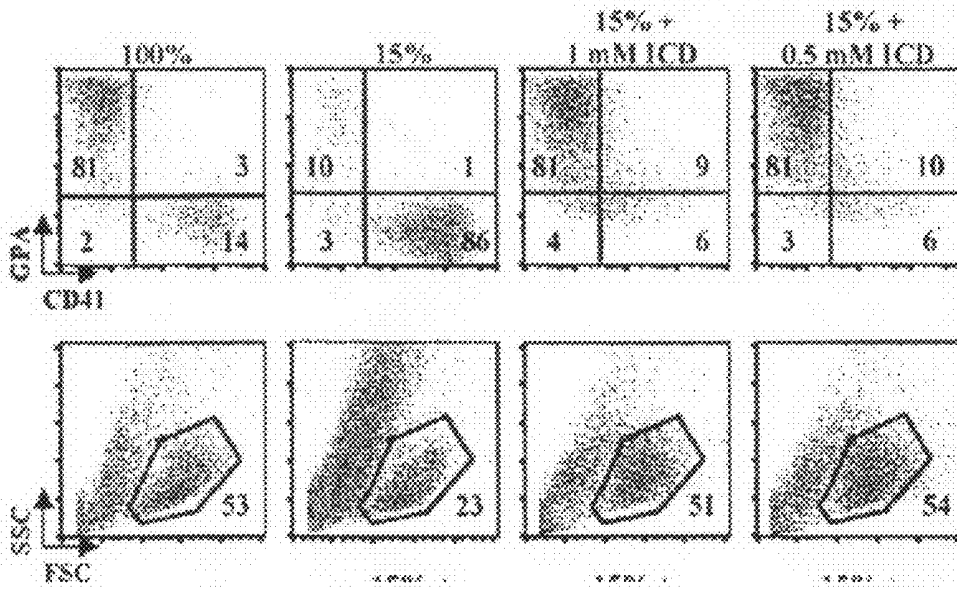 15% + 15% +
100% 15% 1 mM ICD 0.5 mM ICD
81 3 10 1 81 9 81 10
2 14 3 86 4 6 3 6
GPA
CD41
53 23 51 54
SSC
FSC